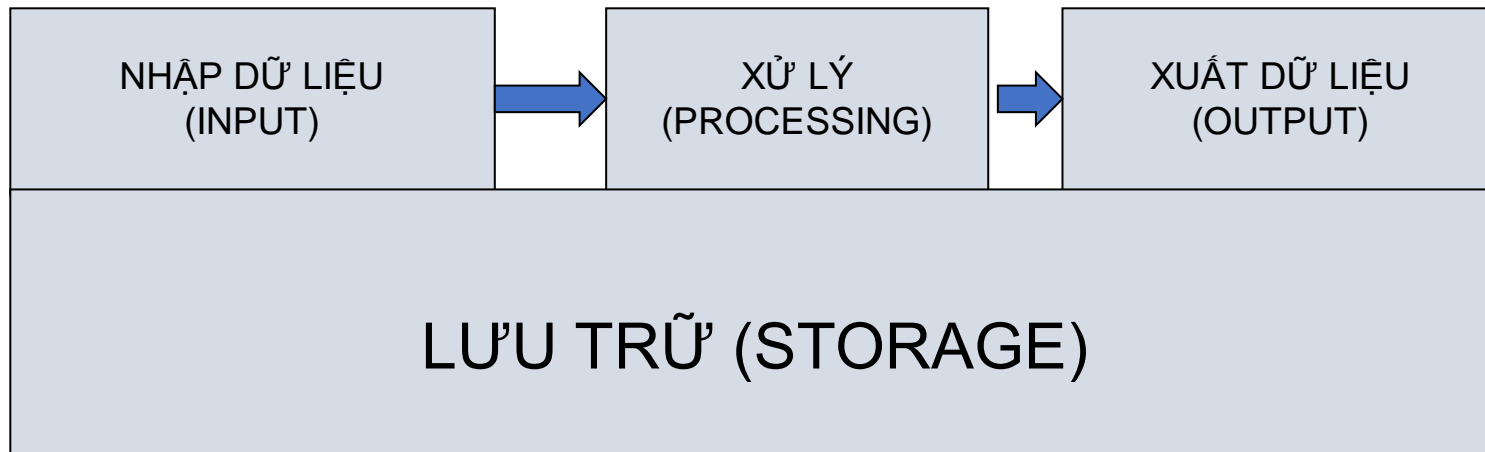 NHẬP DỮ LIỆU
(INPUT)
XỬ LÝ
(PROCESSING)
XUẤT DỮ LIỆU
(OUTPUT)
LƯU TRỮ (STORAGE)